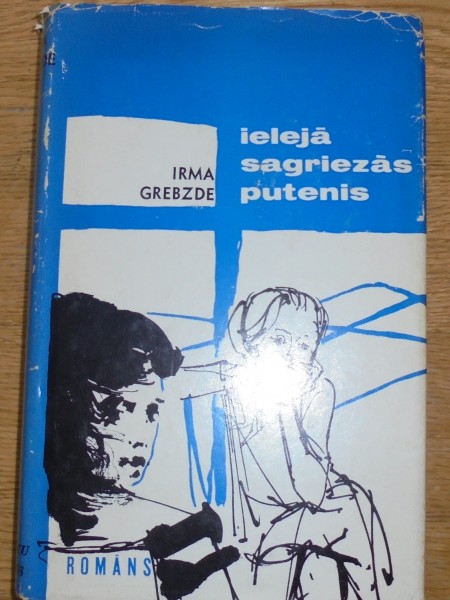 IRMA
GREBZDE
ielejā
sagriezās
putenis
ROMĀNS